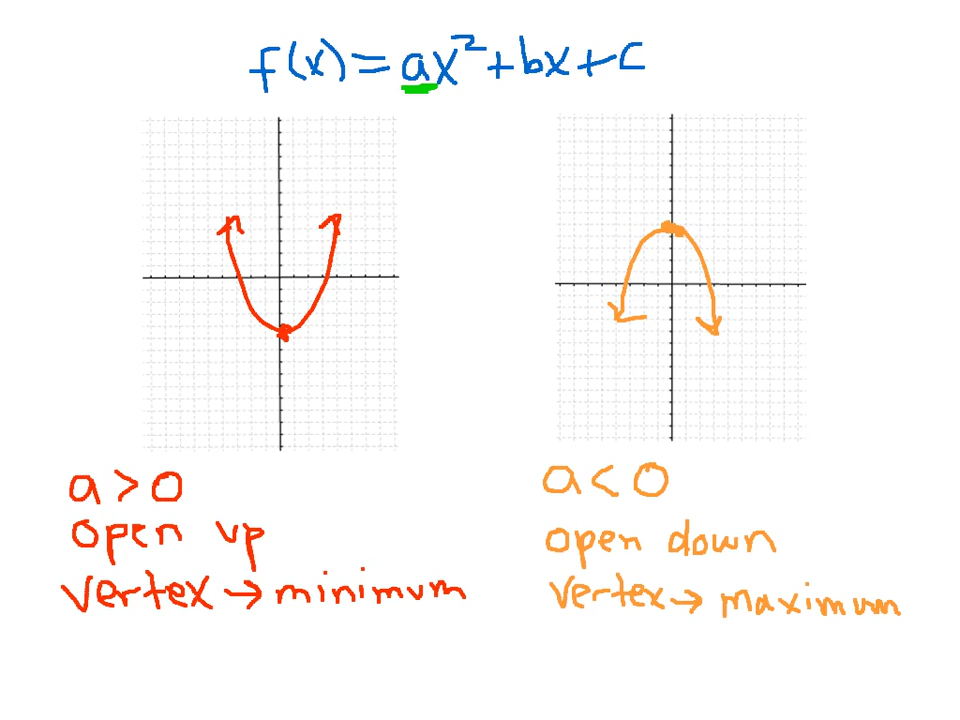 f(x) = ax²+bx+c
a > 0
open up
vertex → minimum
a < 0
open down
vertex → maximum